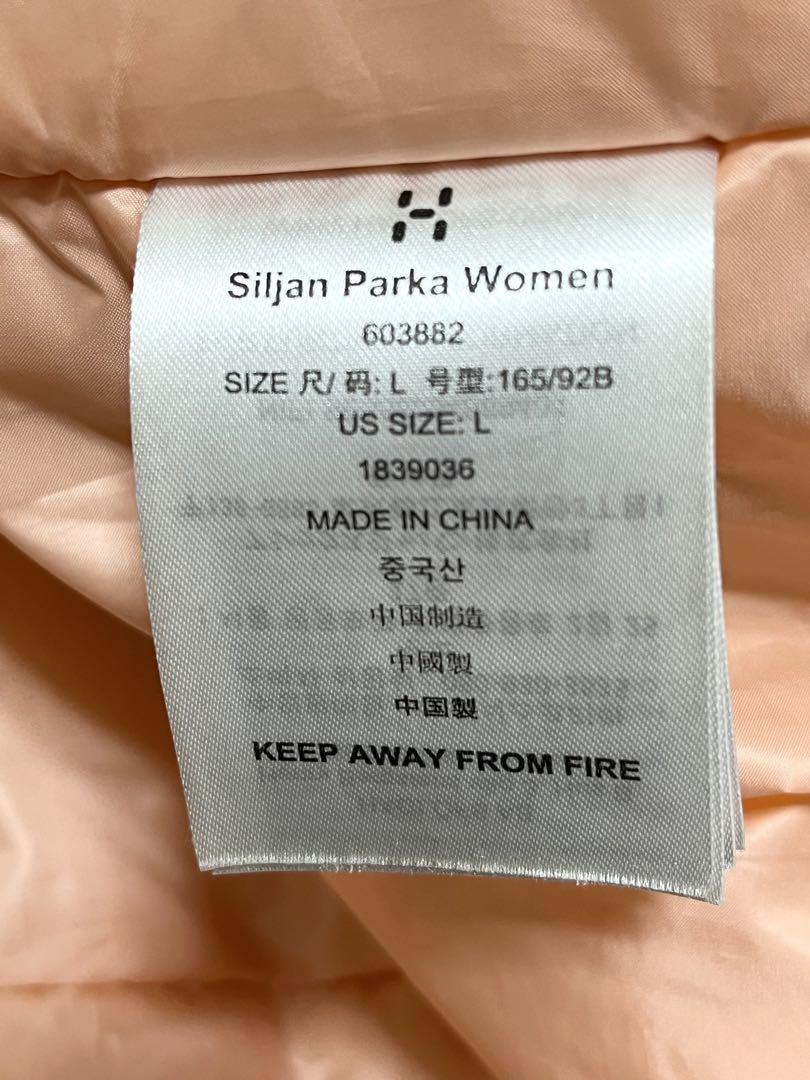 Siljan Parka Women
603882
SIZE 尺/ 码: L 号型:165/92B
US SIZE: L
1839036
MADE IN CHINA
중국산
中国制造
中國製
中国製
KEEP AWAY FROM FIRE